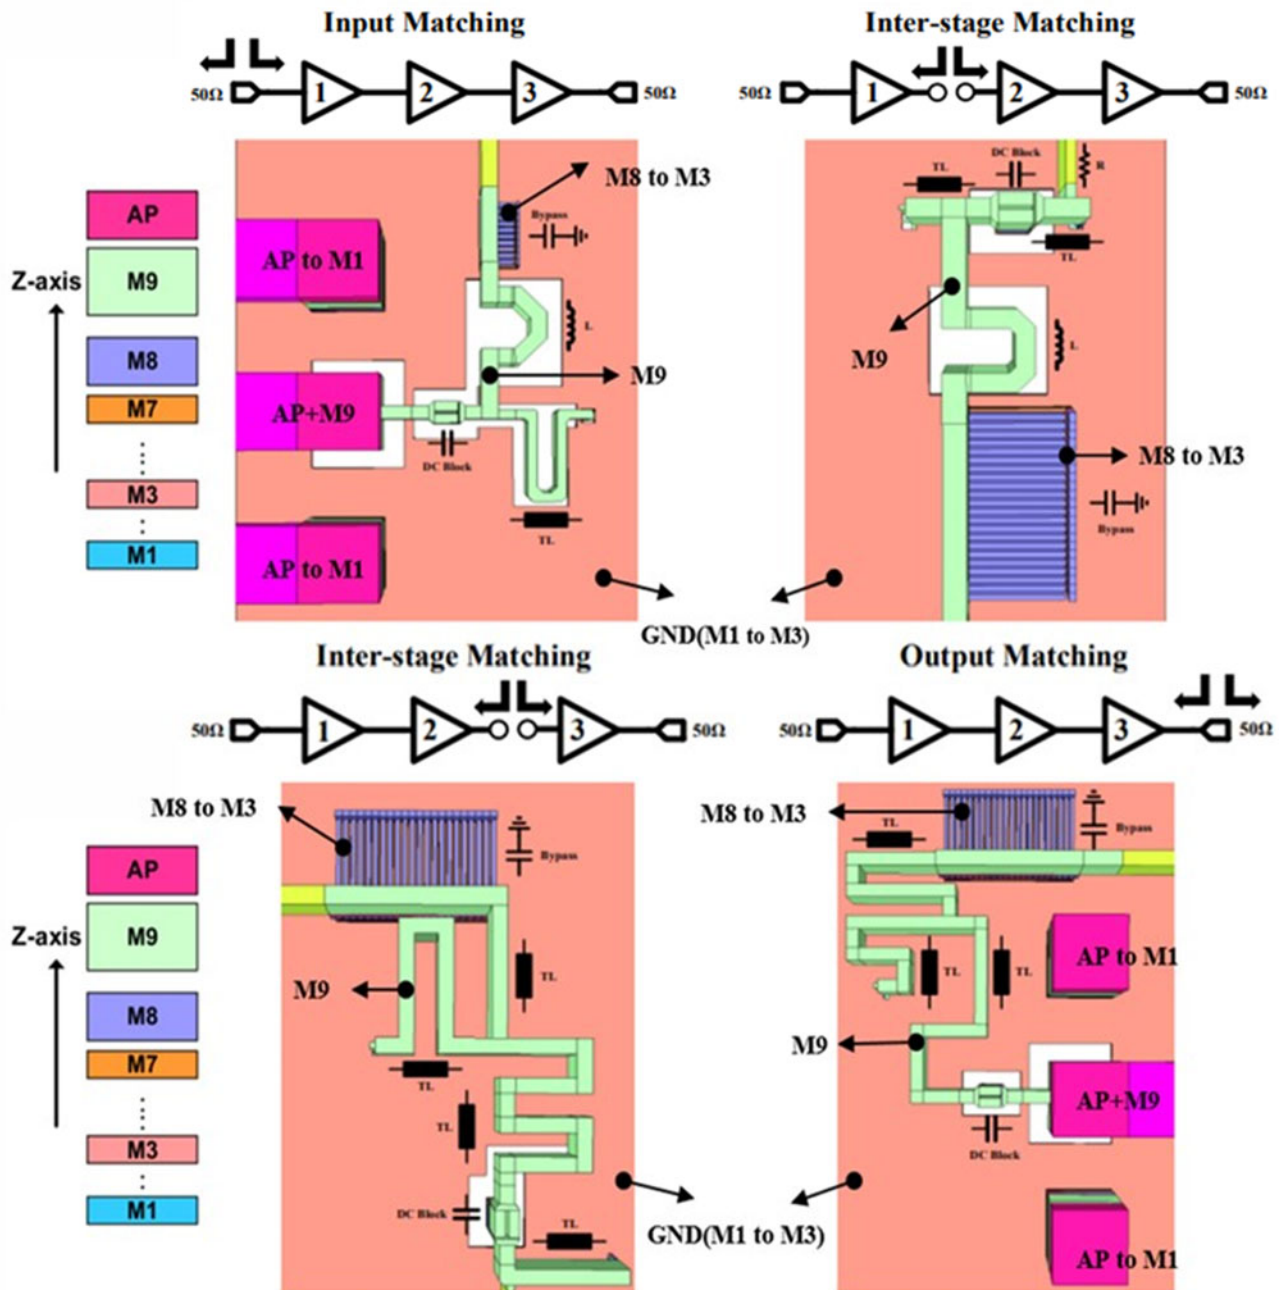 Input Matching
Inter-stage Matching
50Ω 1 2 3 50Ω
50Ω 1 2 3 50Ω
M8 to M3
Bypass
AP to M1
L
M9
AP+M9
DC Block
TL
AP to M1
DC Block
TL
R
TL
M9
L
M8 to M3
Bypass
AP
M9
Z-axis
M8
M7
M3
M1
GND(M1 to M3)
Inter-stage Matching
Output Matching
50Ω 1 2 3 50Ω
50Ω 1 2 3 50Ω
M8 to M3
Bypass
TL
M9
TL
TL
DC Block
TL
M8 to M3
TL
Bypass
AP to M1
TL
TL
M9
AP+M9
DC Block
AP to M1
AP
M9
Z-axis
M8
M7
M3
M1
GND(M1 to M3)